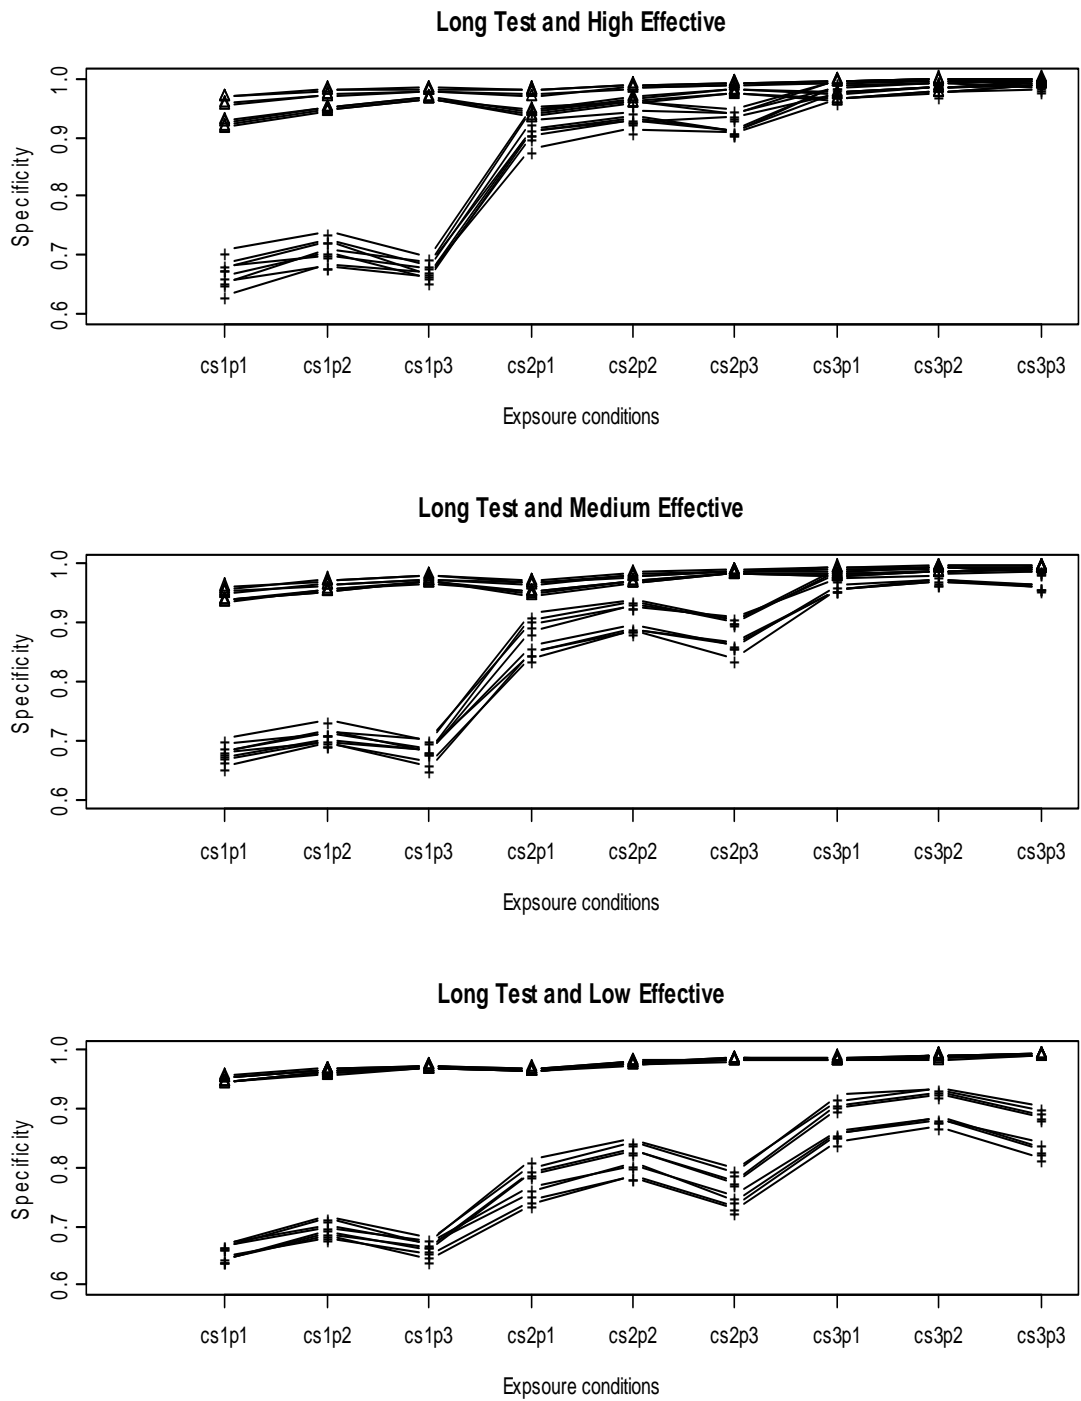 Long Test and High Effective
1.0
0.9
0.8
0.7
0.6
Specificity
cs1p1 cs1p2 cs1p3 cs2p1 cs2p2 cs2p3 cs3p1 cs3p2 cs3p3
Expsoure conditions
Long Test and Medium Effective
1.0
0.9
0.8
0.7
0.6
Specificity
cs1p1 cs1p2 cs1p3 cs2p1 cs2p2 cs2p3 cs3p1 cs3p2 cs3p3
Expsoure conditions
Long Test and Low Effective
1.0
0.9
0.8
0.7
0.6
Specificity
cs1p1 cs1p2 cs1p3 cs2p1 cs2p2 cs2p3 cs3p1 cs3p2 cs3p3
Expsoure conditions